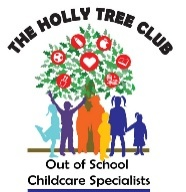 THE HOLLY TREE CLUB
Out of School
Childcare Specialists